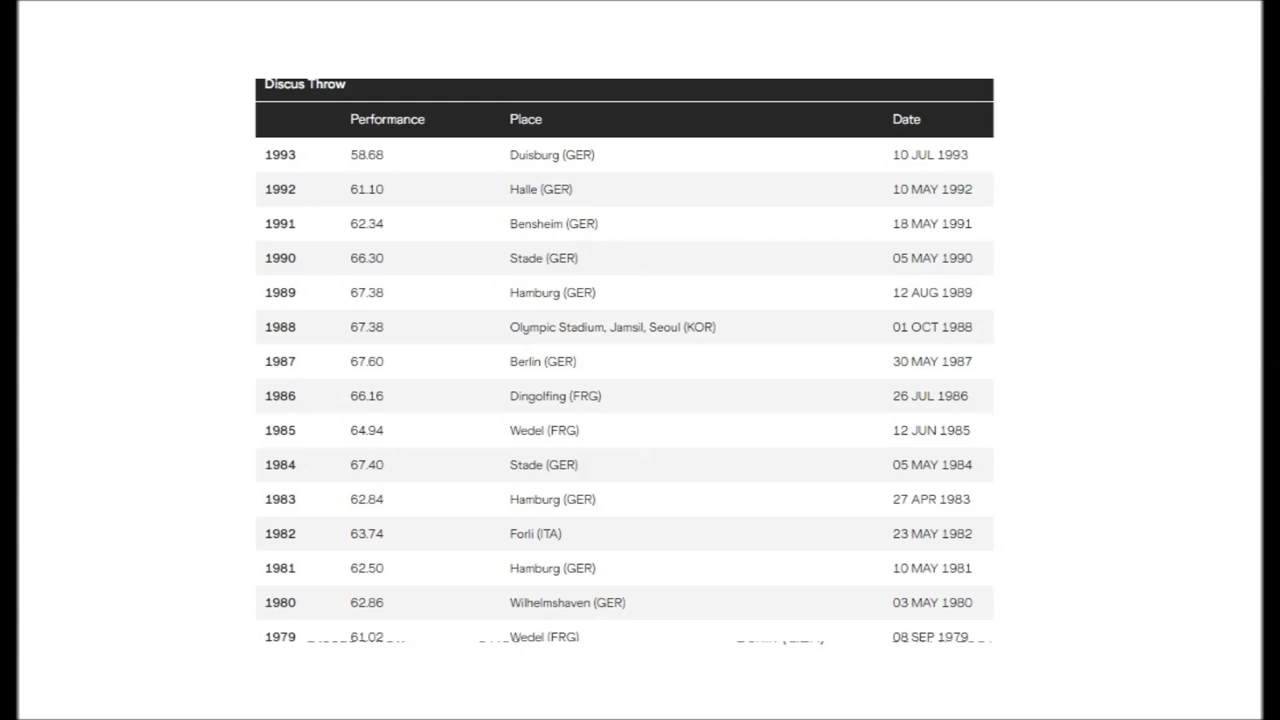 Discus Throw
Performance Place Date
1993 58.68 Duisburg (GER) 10 JUL 1993
1992 61.10 Halle (GER) 10 MAY 1992
1991 62.34 Bensheim (GER) 18 MAY 1991
1990 66.30 Stade (GER) 05 MAY 1990
1989 67.38 Hamburg (GER) 12 AUG 1989
1988 67.38 Olympic Stadium, Jamsil, Seoul (KOR) 01 OCT 1988
1987 67.60 Berlin (GER) 30 MAY 1987
1986 66.16 Dingolfing (FRG) 26 JUL 1986
1985 64.94 Wedel (FRG) 12 JUN 1985
1984 67.40 Stade (GER) 05 MAY 1984
1983 62.84 Hamburg (GER) 27 APR 1983
1982 63.74 Forli (ITA) 23 MAY 1982
1981 62.50 Hamburg (GER) 10 MAY 1981
1980 62.86 Wilhelmshaven (GER) 03 MAY 1980
1979 61.02 Wedel (FRG) 08 SEP 1979